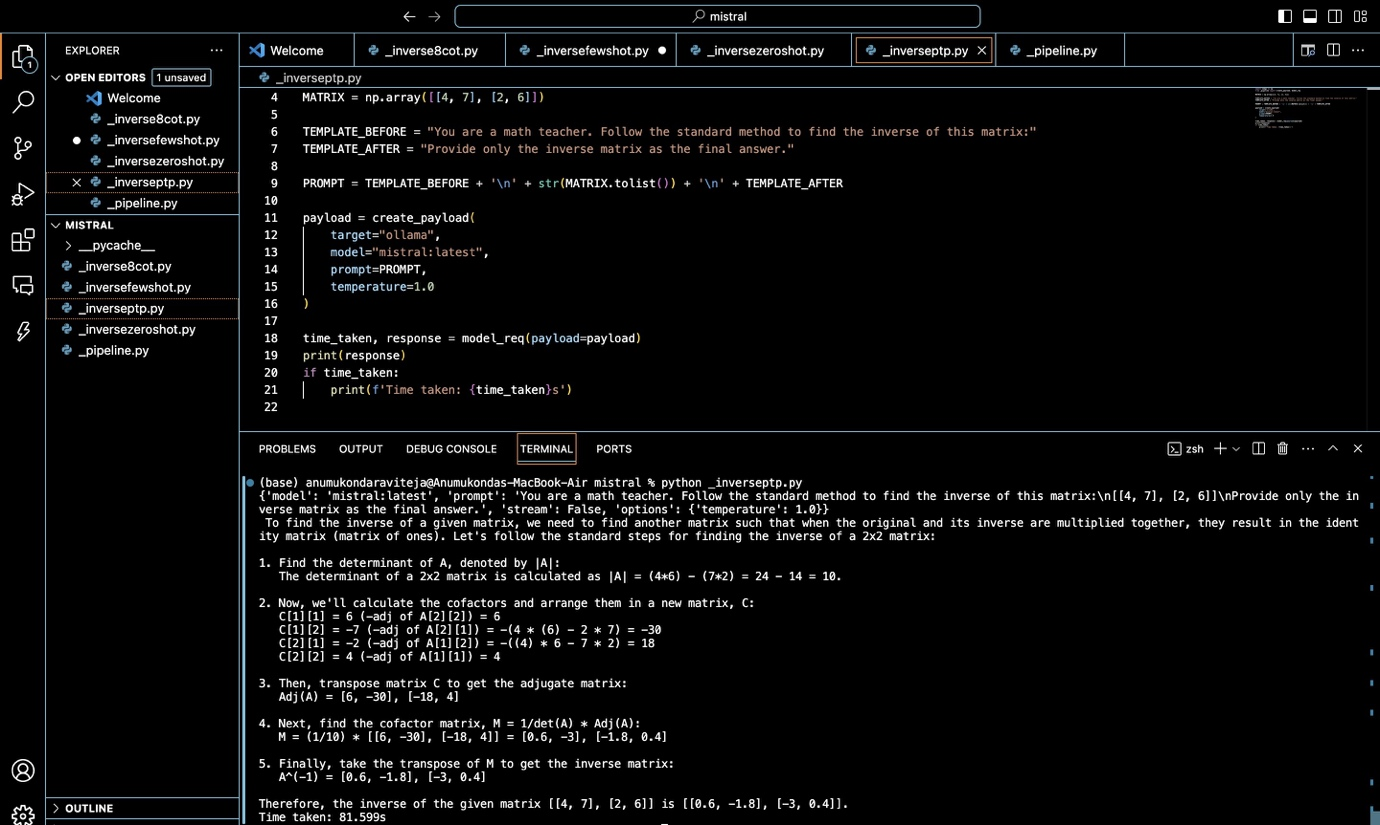 mistral
EXPLORER
OPEN EDITORS 1 unsaved
Welcome
_inverse8cot.py
_inversefewshot.py
_inversezeroshot.py
_inverseptp.py
_pipeline.py
MISTRAL
__pycache__
_inverse8cot.py
_inversefewshot.py
_inverseptp.py
_inversezeroshot.py
_pipeline.py
OUTLINE
1
Welcome _inverse8cot.py _inversefewshot.py _inversezeroshot.py _inverseptp.py _pipeline.py
_inverseptp.py
4 MATRIX = np.array([[4, 7], [2, 6]])
5
6 TEMPLATE_BEFORE = "You are a math teacher. Follow the standard method to find the inverse of this matrix:"
7 TEMPLATE_AFTER = "Provide only the inverse matrix as the final answer."
8
9 PROMPT = TEMPLATE_BEFORE + '\n' + str(MATRIX.tolist()) + '\n' + TEMPLATE_AFTER
10
11 payload = create_payload(
12     target="ollama",
13     model="mistral:latest",
14     prompt=PROMPT,
15     temperature=1.0
16 )
17
18 time_taken, response = model_req(payload=payload)
19 print(response)
20 if time_taken:
21     print(f'Time taken: {time_taken}s')
22
PROBLEMS OUTPUT DEBUG CONSOLE TERMINAL PORTS zsh
(base) anumukondaraviteja@Anumukondas-MacBook-Air mistral % python _inverseptp.py
{'model': 'mistral:latest', 'prompt': 'You are a math teacher. Follow the standard method to find the inverse of this matrix:\n[[4, 7], [2, 6]]\nProvide only the in
verse matrix as the final answer.', 'stream': False, 'options': {'temperature': 1.0}}
To find the inverse of a given matrix, we need to find another matrix such that when the original and its inverse are multiplied together, they result in the ident
ity matrix (matrix of ones). Let's follow the standard steps for finding the inverse of a 2x2 matrix:
1. Find the determinant of A, denoted by |A|:
The determinant of a 2x2 matrix is calculated as |A| = (4*6) - (7*2) = 24 - 14 = 10.
2. Now, we'll calculate the cofactors and arrange them in a new matrix, C:
C[1][1] = 6 (-adj of A[2][2]) = 6
C[1][2] = -7 (-adj of A[2][1]) = -(4 * (6) - 2 * 7) = -30
C[2][1] = -2 (-adj of A[1][2]) = -((4) * 6 - 7 * 2) = 18
C[2][2] = 4 (-adj of A[1][1]) = 4
3. Then, transpose matrix C to get the adjugate matrix:
Adj(A) = [6, -30], [-18, 4]
4. Next, find the cofactor matrix, M = 1/det(A) * Adj(A):
M = (1/10) * [[6, -30], [-18, 4]] = [0.6, -3], [-1.8, 0.4]
5. Finally, take the transpose of M to get the inverse matrix:
A^(-1) = [0.6, -1.8], [-3, 0.4]
Therefore, the inverse of the given matrix [[4, 7], [2, 6]] is [[0.6, -1.8], [-3, 0.4]].
Time taken: 81.599s